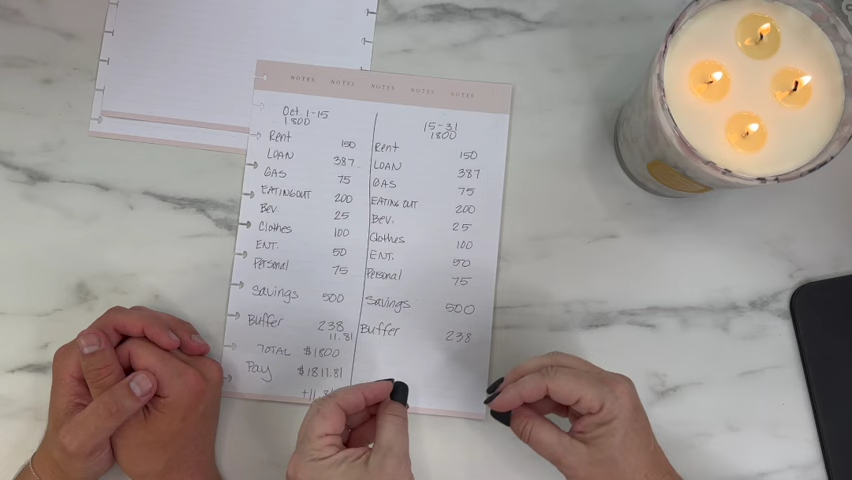 NOTES NOTES NOTES NOTES NOTES
Oct. 1-15
1800
Rent 150
LOAN 387
GAS 75
EATING OUT 200
Bev. 25
Clothes 100
ENT. 50
Personal 75
Savings 500
Buffer 238
11.81
TOTAL $1800
Pay $1811.81
15-31
1800
Rent 150
LOAN 387
GAS 75
EATING OUT 200
Bev. 25
Clothes 100
ENT. 50
Personal 75
Savings 500
Buffer 238